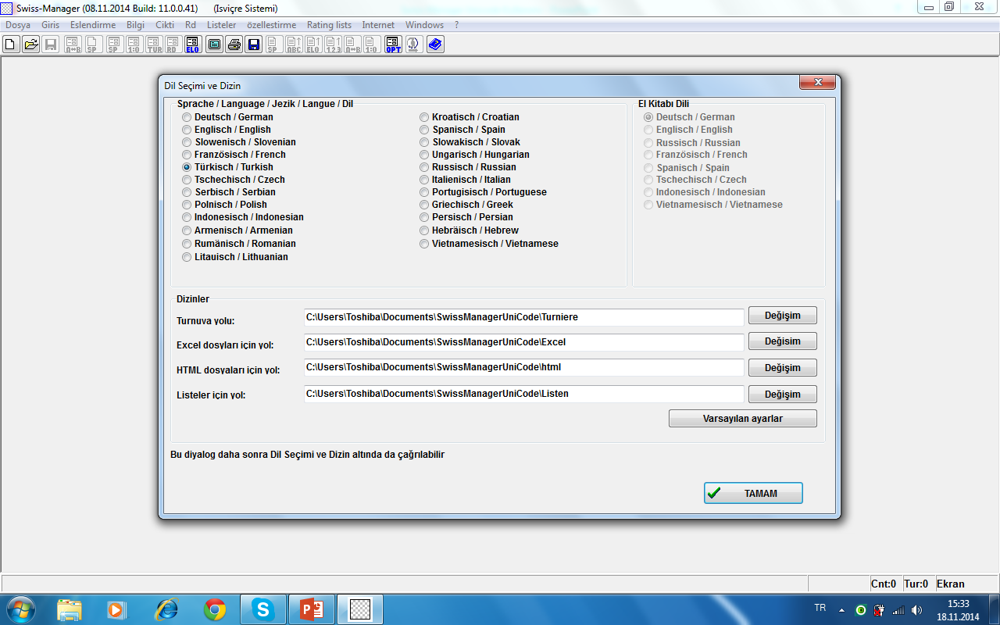 Swiss-Manager (08.11.2014 Build: 11.0.0.41) (Isviçre Sistemi)
Dosya Giris Eslendirme Bilgi Cikti Rd Listeler özellestirme Rating lists Internet Windows ?
A=B SP SP 1:0 TUR RD ELO SP ABC ELO 1.2.3 A=B 1:0 OPT
Dil Seçimi ve Dizin
Sprache / Language / Jezik / Langue / Dil
Deutsch / German
Englisch / English
Slowenisch / Slovenian
Französisch / French
Türkisch / Turkish
Tschechisch / Czech
Serbisch / Serbian
Polnisch / Polish
Indonesisch / Indonesian
Armenisch / Armenian
Rumänisch / Romanian
Litauisch / Lithuanian
Kroatisch / Croatian
Spanisch / Spain
Slowakisch / Slovak
Ungarisch / Hungarian
Russisch / Russian
Italienisch / Italian
Portugisisch / Portuguese
Griechisch / Greek
Persisch / Persian
Hebräisch / Hebrew
Vietnamesisch / Vietnamese
El Kitabı Dili
Deutsch / German
Englisch / English
Russisch / Russian
Französisch / French
Spanisch / Spain
Tschechisch / Czech
Indonesisch / Indonesian
Vietnamesisch / Vietnamese
Dizinler
Turnuva yolu: C:\Users\Toshiba\Documents\SwissManagerUniCode\Turniere Değişim
Excel dosyları için yol: C:\Users\Toshiba\Documents\SwissManagerUniCode\Excel Değisim
HTML dosyaları için yol: C:\Users\Toshiba\Documents\SwissManagerUniCode\html Değişim
Listeler için yol: C:\Users\Toshiba\Documents\SwissManagerUniCode\Listen Değişim
Varsayılan ayarlar
Bu diyalog daha sonra Dil Seçimi ve Dizin altında da çağrılabilir
TAMAM
Cnt:0 Tur:0 Ekran
TR 15:33
18.11.2014